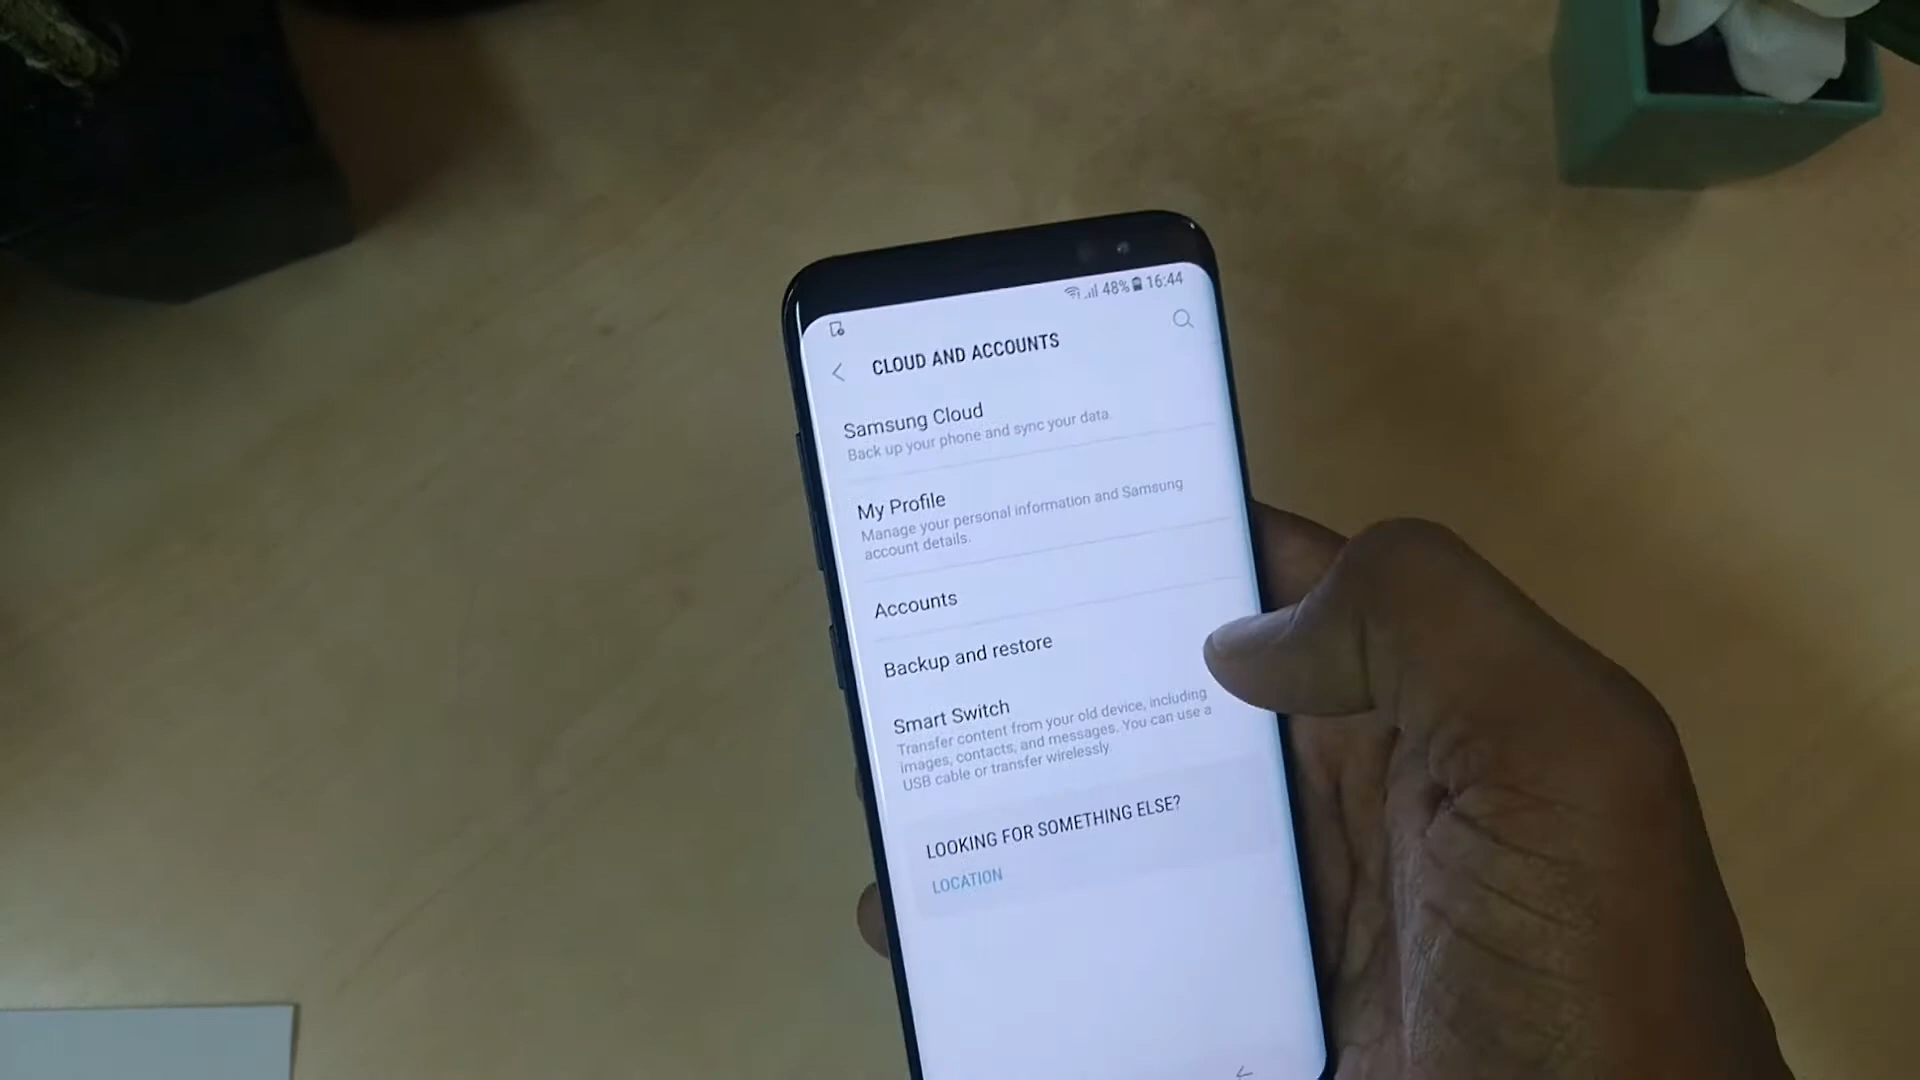 48% 16:44
CLOUD AND ACCOUNTS
Samsung Cloud
Back up your phone and sync your data.
My Profile
Manage your personal information and Samsung
account details.
Accounts
Backup and restore
Smart Switch
Transfer content from your old device, including
images, contacts, and messages. You can use a
USB cable or transfer wirelessly
LOOKING FOR SOMETHING ELSE?
LOCATION